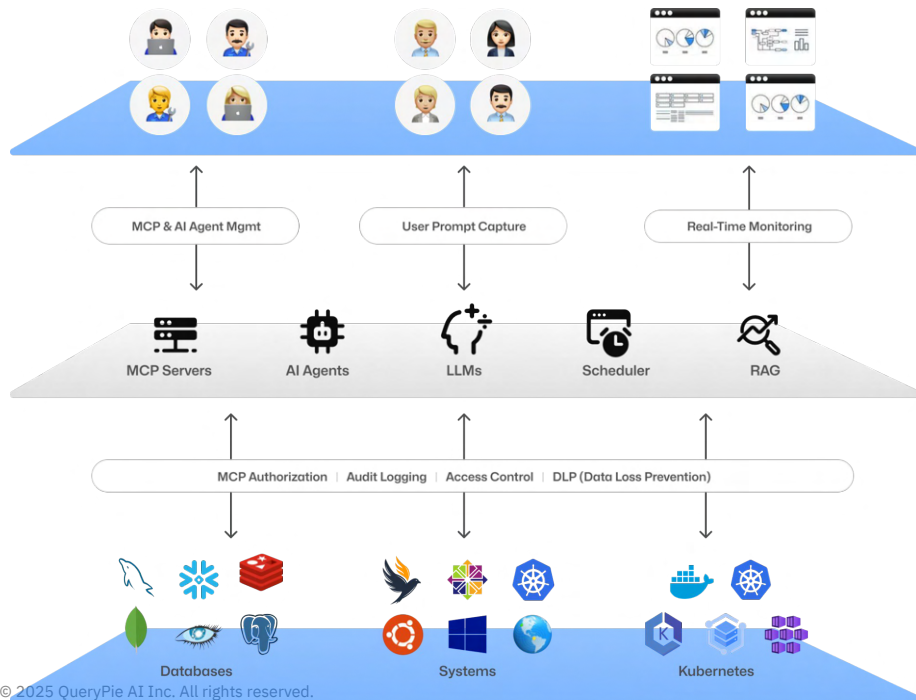 MCP & AI Agent Mgmt
User Prompt Capture
Real-Time Monitoring
MCP Servers
AI Agents
LLMs
Scheduler
RAG
MCP Authorization | Audit Logging | Access Control | DLP (Data Loss Prevention)
K
Databases
Systems
Kubernetes
© 2025 QueryPie AI Inc. All rights reserved.